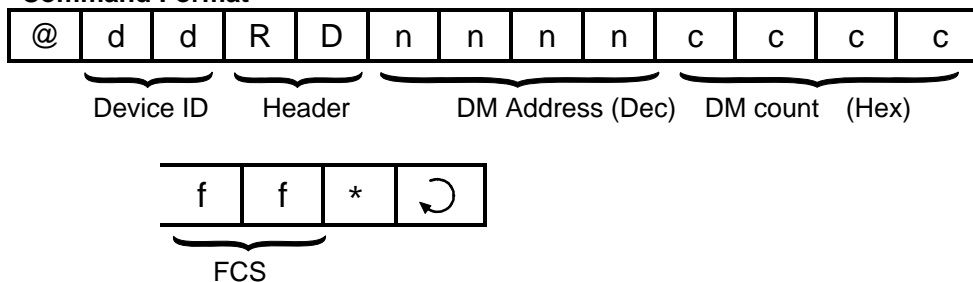 Command Format
@ d d R D n n n n c c c c
Device ID Header DM Address (Dec) DM count (Hex)
f f *
FCS